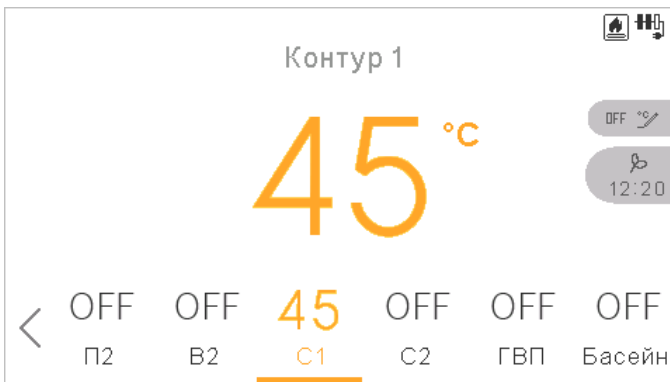 Контур 1
45 °C
OFF °C
12:20
OFF OFF 45 OFF OFF OFF
П2 В2 С1 С2 ГВП Басейн